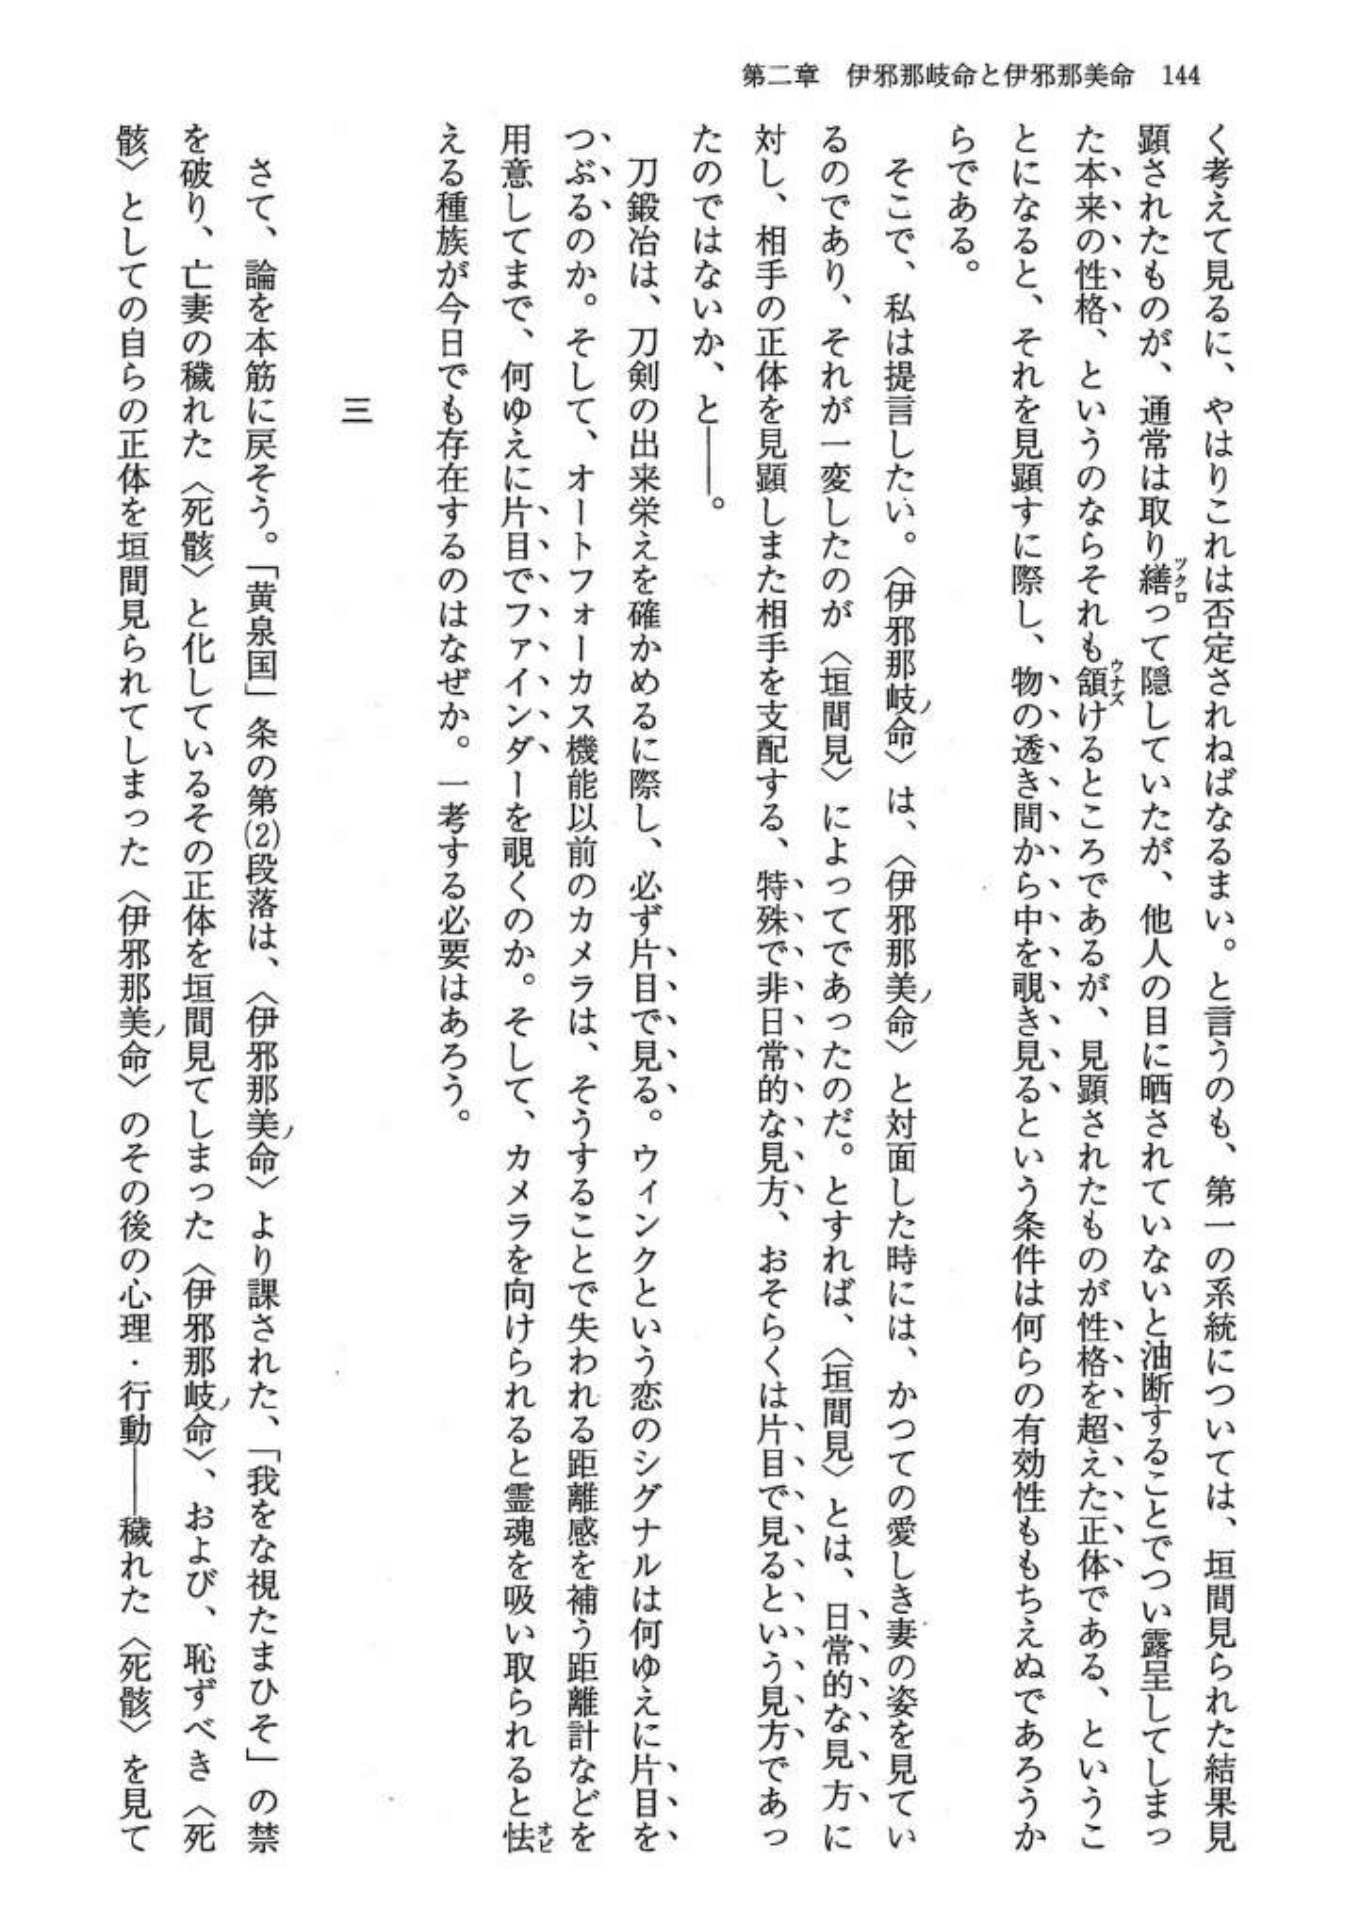 第二章　伊邪那岐命と伊邪那美命　144
く考えて見るに、やはりこれは否定されねばなるまい。と言うのも、第一の系統については、垣間見られた結果見
顕されたものが、通常は取り繕ツクロって隠していたが、他人の目に晒されていないと油断することでつい露呈してしまっ
た本来の性格、というのならそれも頷ウナズけるところであるが、見顕されたものが性格を超えた正体である、というこ
とになると、それを見顕すに際し、物の透き間から中を覗き見るという条件は何らの有効性ももちえぬであろうか
らである。
　そこで、私は提言したい。〈伊邪那岐ノ命〉は、〈伊邪那美ノ命〉と対面した時には、かつての愛しき妻の姿を見てい
るのであり、それが一変したのが〈垣間見〉によってであったのだ。とすれば、〈垣間見〉とは、日常的な見方に
対し、相手の正体を見顕しまた相手を支配する、特殊で非日常的な見方、おそらくは片目で見るという見方であっ
たのではないか、と――。
　刀鍛冶は、刀剣の出来栄えを確かめるに際し、必ず片目で見る。ウィンクという恋のシグナルは何ゆえに片目を
つぶるのか。そして、オートフォーカス機能以前のカメラは、そうすることで失われる距離感を補う距離計などを
用意してまで、何ゆえに片目でファインダーを覗くのか。そして、カメラを向けられると霊魂を吸い取られると怯オビ
える種族が今日でも存在するのはなぜか。一考する必要はあろう。
三
　さて、論を本筋に戻そう。「黄泉国」条の第(2)段落は、〈伊邪那美ノ命〉より課された、「我をな視たまひそ」の禁
を破り、亡妻の穢れた〈死骸〉と化しているその正体を垣間見てしまった〈伊邪那岐ノ命〉、および、恥ずべき〈死
骸〉としての自らの正体を垣間見られてしまった〈伊邪那美ノ命〉のその後の心理・行動――穢れた〈死骸〉を見て